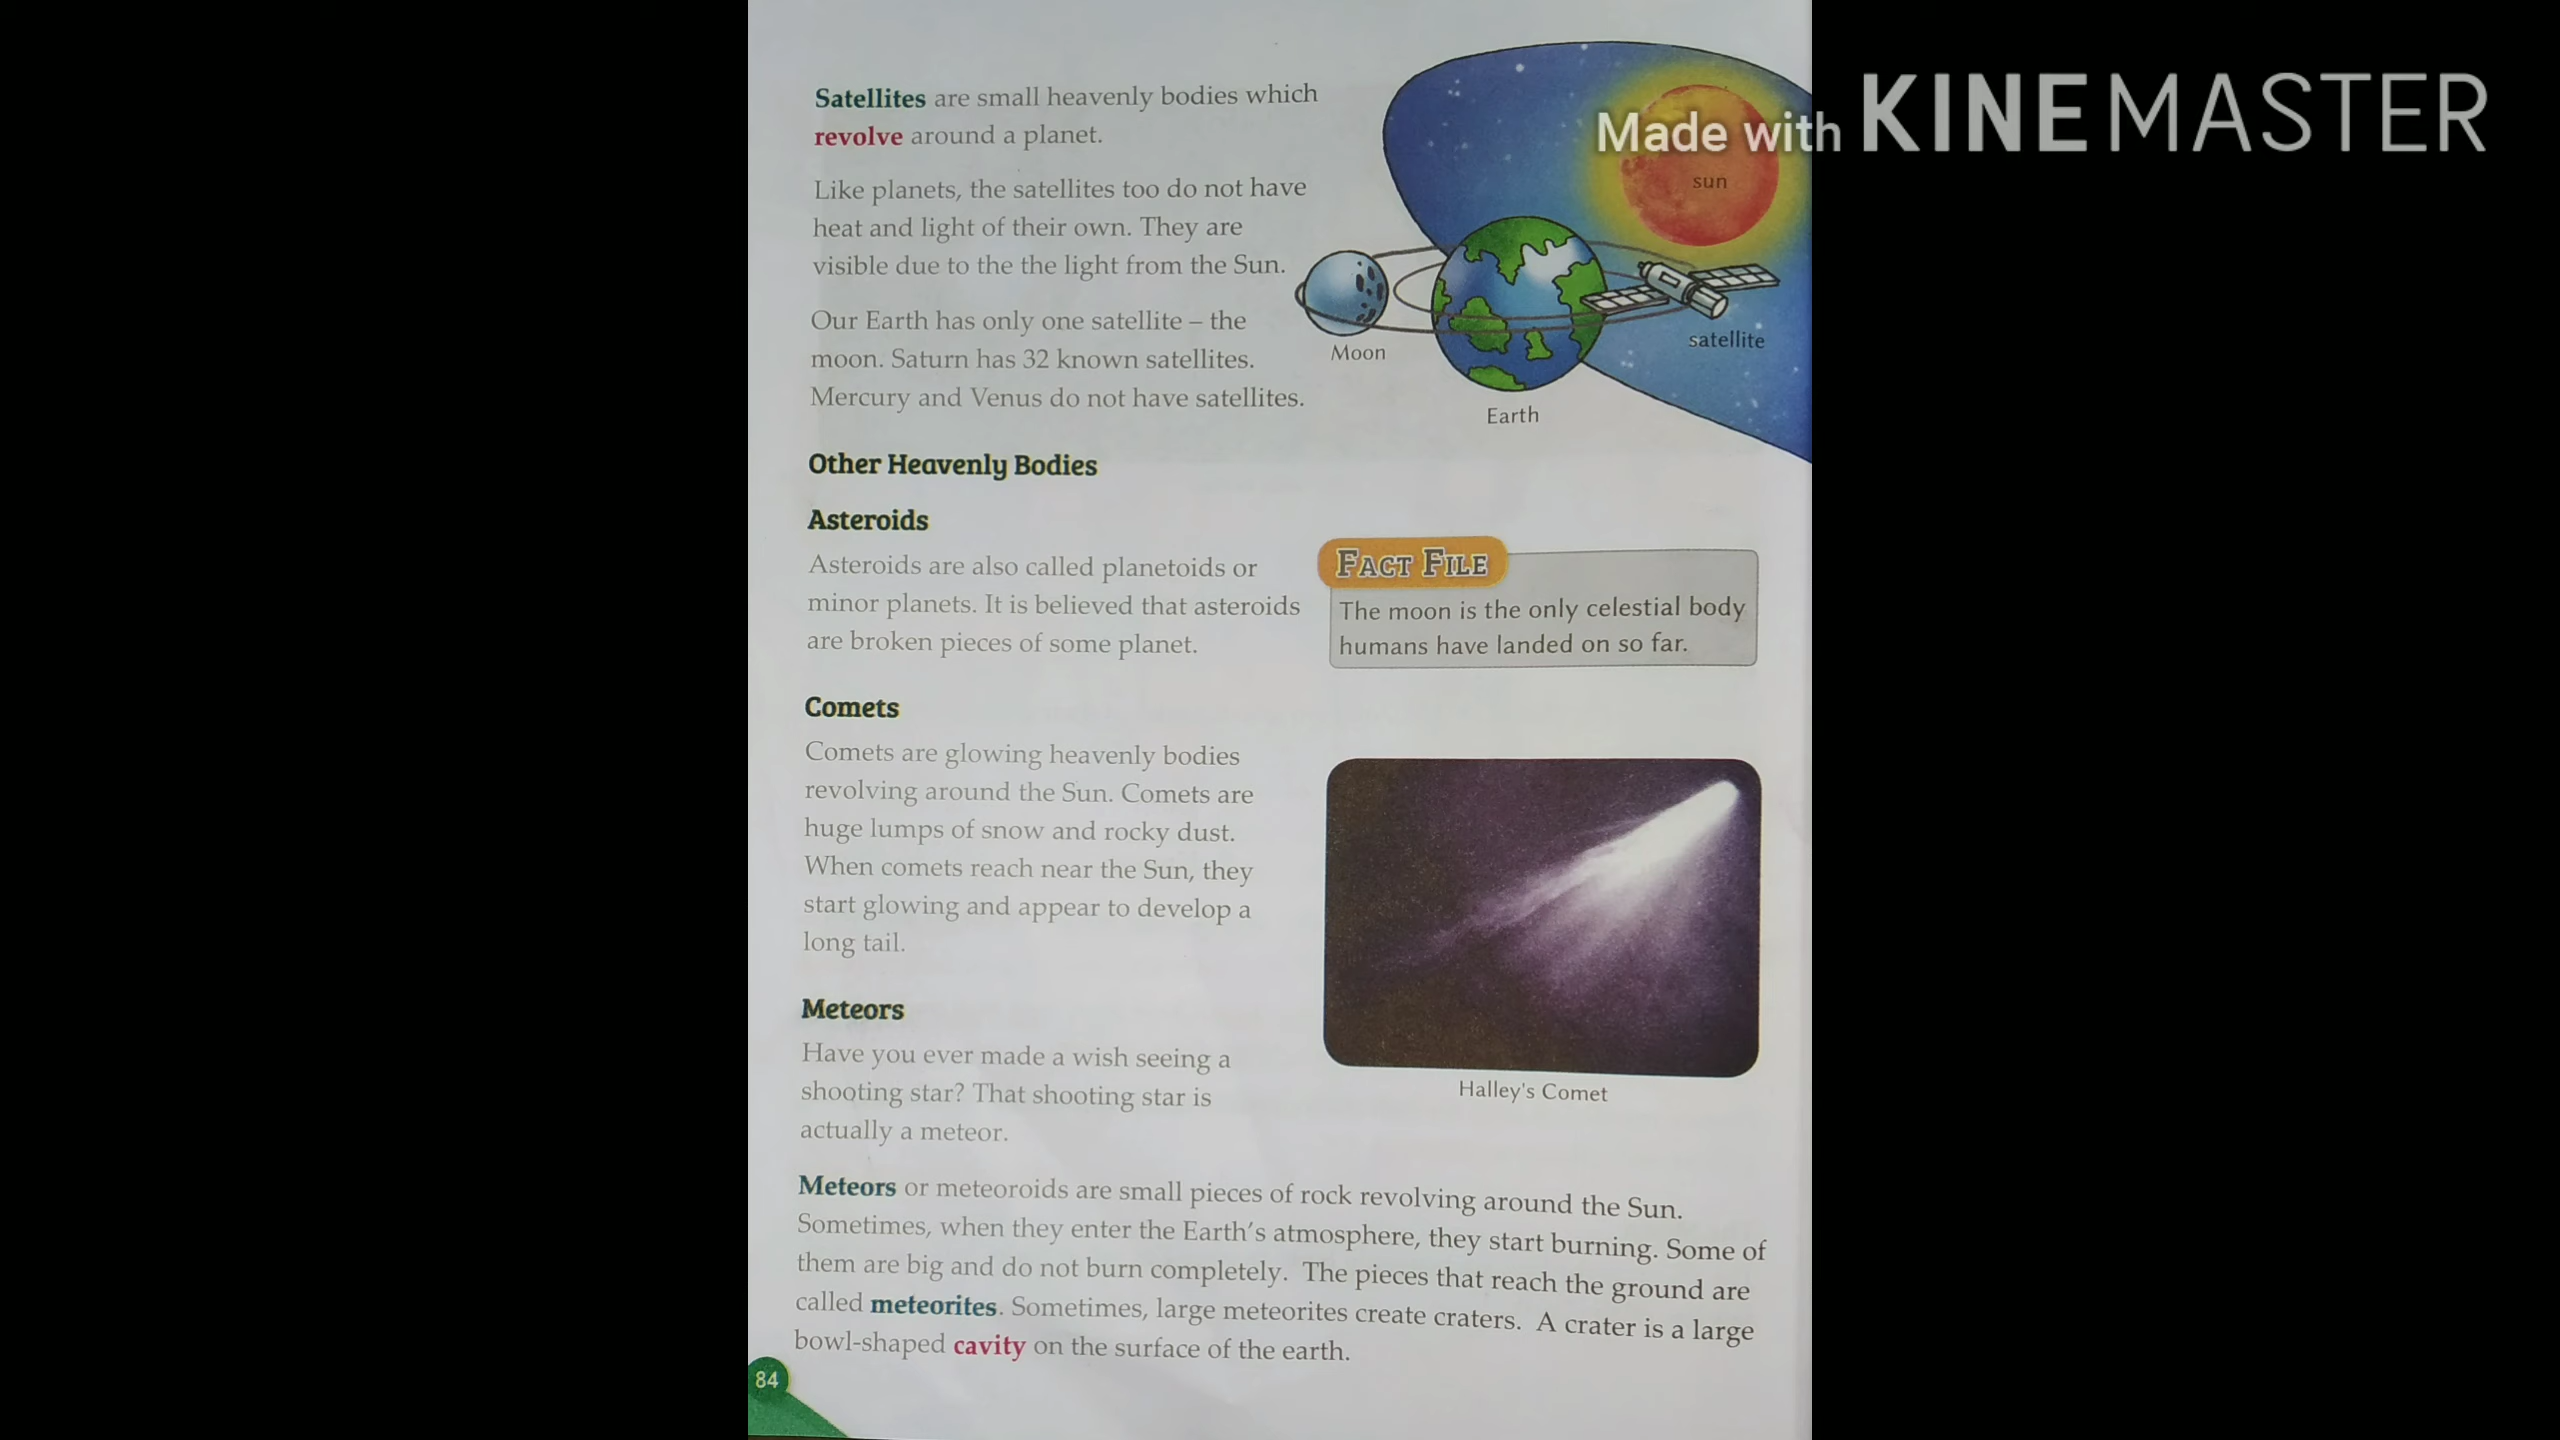 Satellites are small heavenly bodies which
revolve around a planet.
Like planets, the satellites too do not have
heat and light of their own. They are
visible due to the the light from the Sun.
Our Earth has only one satellite – the
moon. Saturn has 32 known satellites.
Mercury and Venus do not have satellites.
Made with KINEMASTER
sun
satellite
Moon
Earth
Other Heavenly Bodies
Asteroids
Asteroids are also called planetoids or
minor planets. It is believed that asteroids
are broken pieces of some planet.
FACT FILE
The moon is the only celestial body
humans have landed on so far.
Comets
Comets are glowing heavenly bodies
revolving around the Sun. Comets are
huge lumps of snow and rocky dust.
When comets reach near the Sun, they
start glowing and appear to develop a
long tail.
Halley's Comet
Meteors
Have you ever made a wish seeing a
shooting star? That shooting star is
actually a meteor.
Meteors or meteoroids are small pieces of rock revolving around the Sun.
Sometimes, when they enter the Earth's atmosphere, they start burning. Some of
them are big and do not burn completely. The pieces that reach the ground are
called meteorites. Sometimes, large meteorites create craters. A crater is a large
bowl-shaped cavity on the surface of the earth.
84